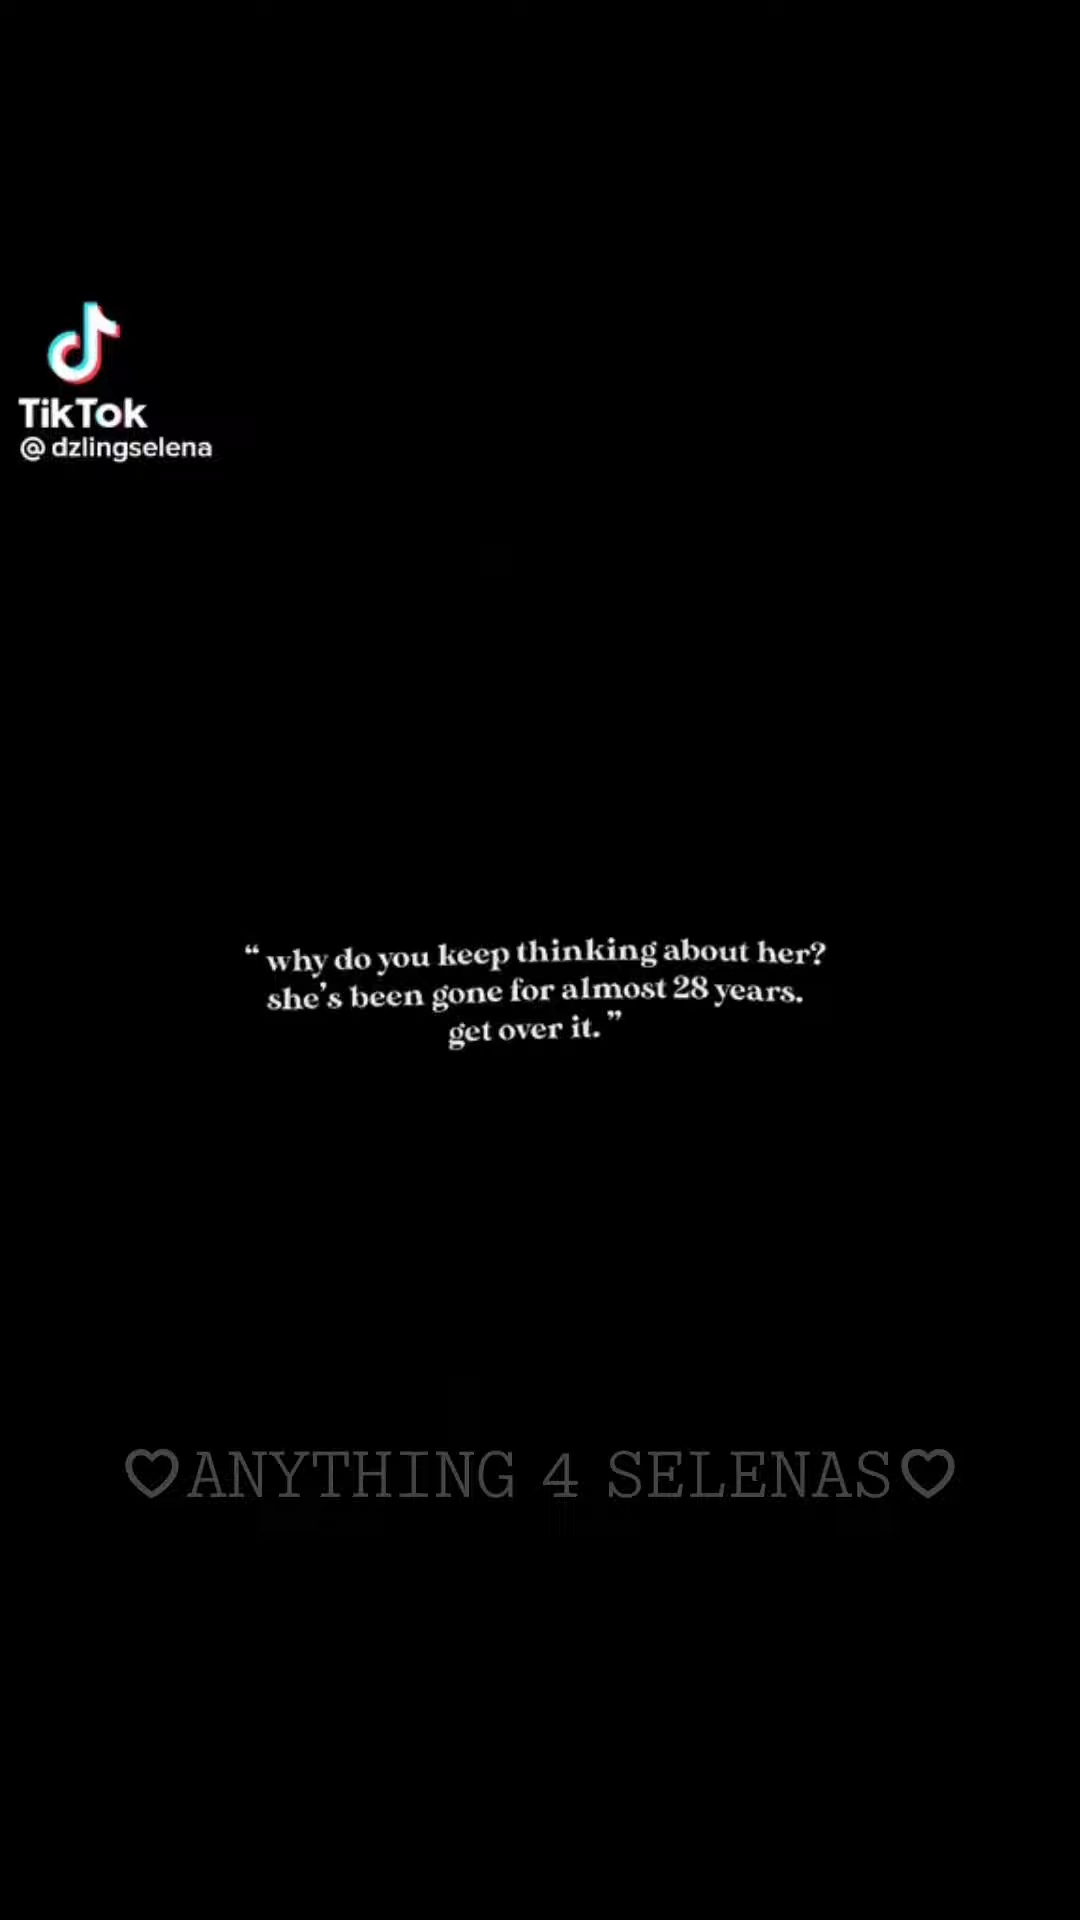 TikTok
@dzlingselena
“ why do you keep thinking about her?
she’s been gone for almost 28 years.
get over it. ”
♡ANYTHING 4 SELENAS♡